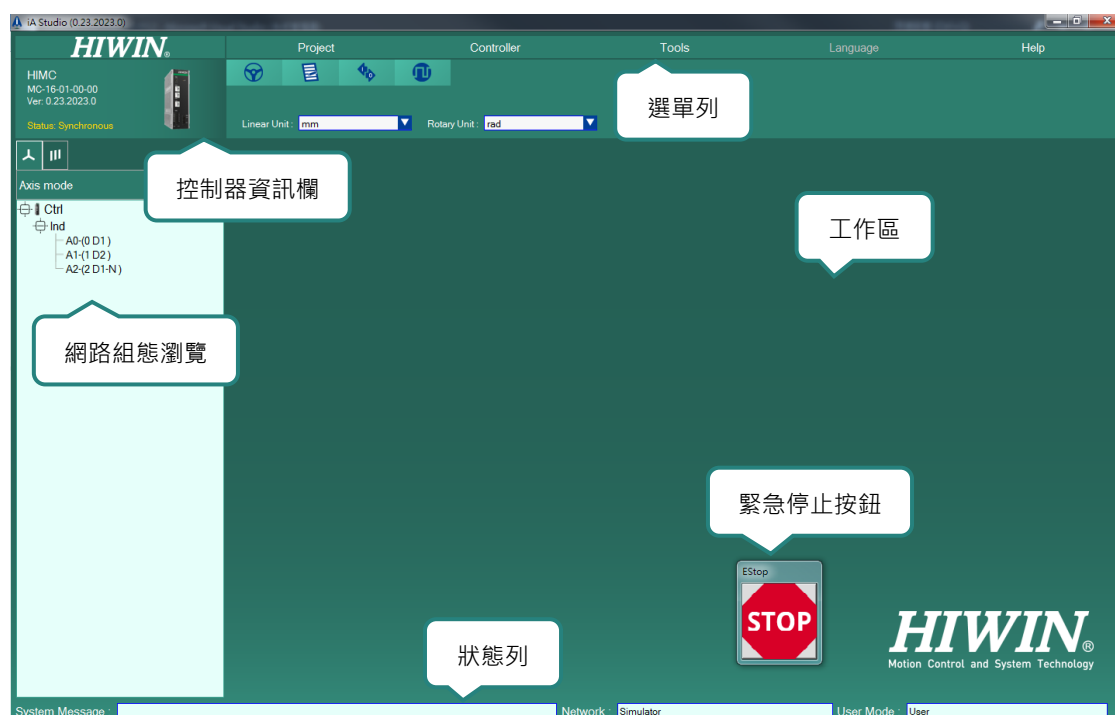 iA Studio (0.23.2023.0)
HIWIN®
Project
Controller
Tools
Language
Help
HIMC
MC-16-01-00-00
Ver: 0.23.2023.0
Status: Synchronous
Linear Unit : mm
Rotary Unit : rad
選單列
控制器資訊欄
Axis mode
Ctrl
Ind
A0-(0 D1 )
A1-(1 D2 )
A2-(2 D1-N )
工作區
網路組態瀏覽
緊急停止按鈕
EStop
STOP
HIWIN®
Motion Control and System Technology
狀態列
System Message :
Network : Simulator
User Mode : User